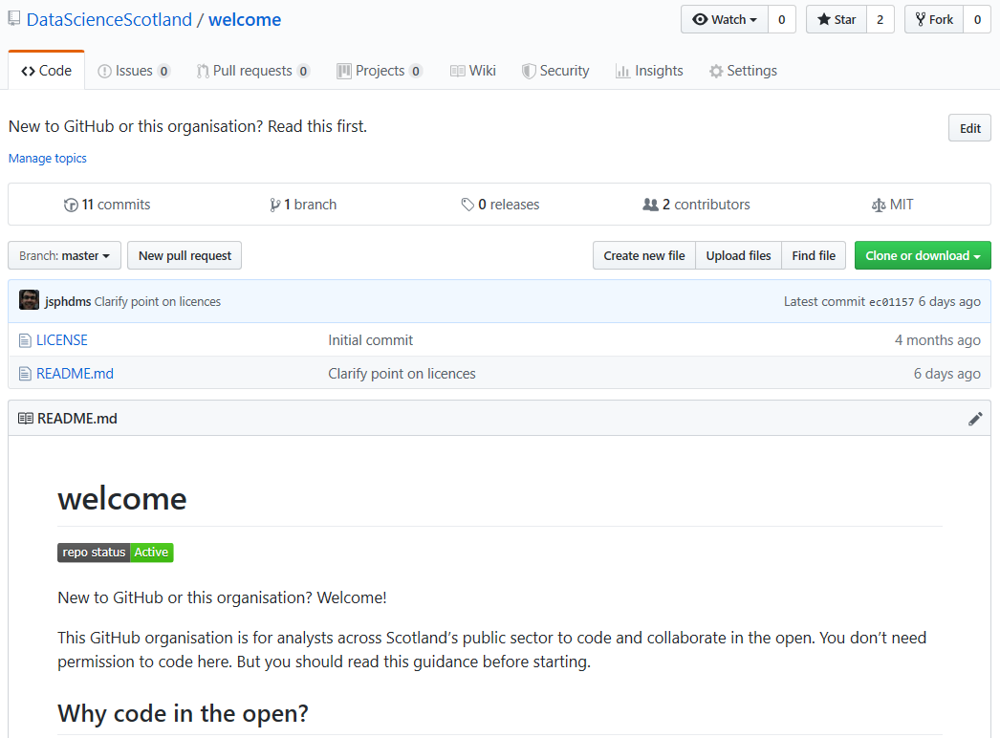 DataScienceScotland / welcome
Watch 0 Star 2 Fork 0
Code Issues 0 Pull requests 0 Projects 0 Wiki Security Insights Settings
New to GitHub or this organisation? Read this first.
Edit
Manage topics
11 commits 1 branch 0 releases 2 contributors MIT
Branch: master New pull request Create new file Upload files Find file Clone or download
jsphdms Clarify point on licences Latest commit ec01157 6 days ago
LICENSE Initial commit 4 months ago
README.md Clarify point on licences 6 days ago
README.md
welcome
repo status Active
New to GitHub or this organisation? Welcome!
This GitHub organisation is for analysts across Scotland’s public sector to code and collaborate in the open. You don’t need
permission to code here. But you should read this guidance before starting.
Why code in the open?